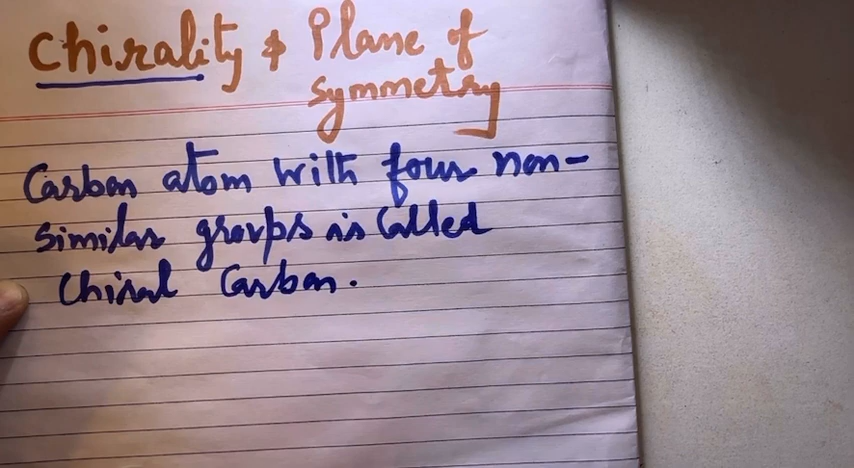 Chirality & Plane of
symmetry
Carbon atom with four non-
similar groups is called
Chiral Carbon.